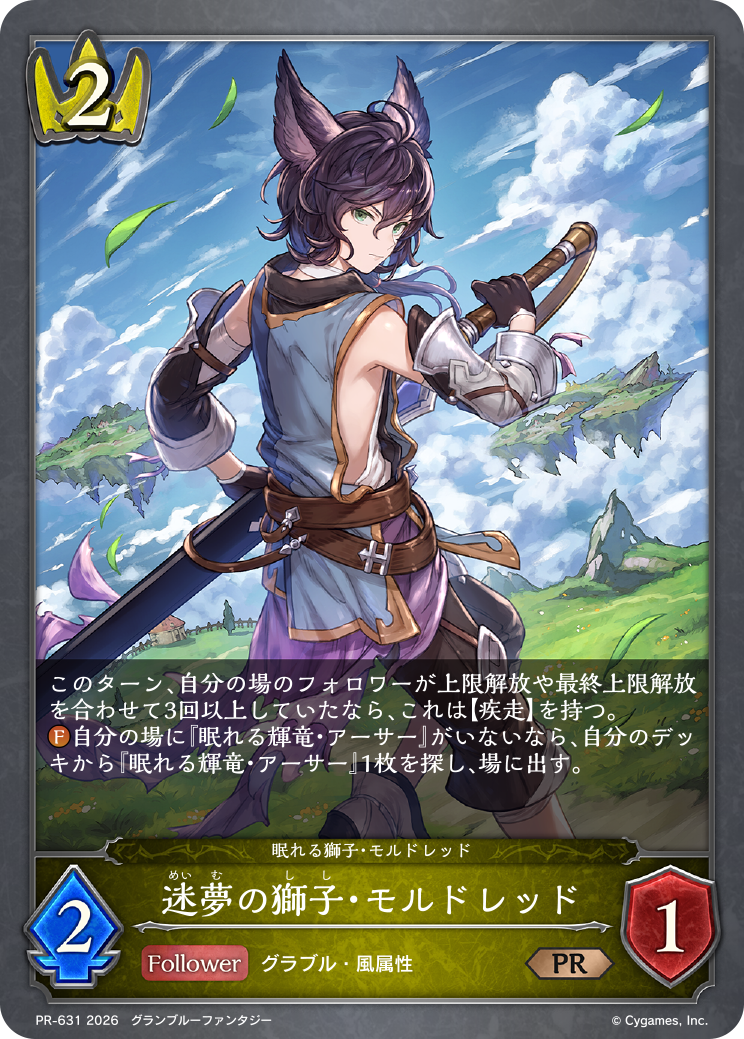 2
このターン、自分の場のフォロワーが上限解放や最終上限解放
を合わせて3回以上していたなら、これは【疾走】を持つ。
F自分の場に『眠れる輝竜・アーサー』がいないなら、自分のデッ
キから『眠れる輝竜・アーサー』1枚を探し、場に出す。
眠れる獅子・モルドレッド
めい む し し
迷夢の獅子・モルドレッド
2
1
Follower グラブル・風属性 PR
PR-631 2026 グランブルーファンタジー © Cygames, Inc.